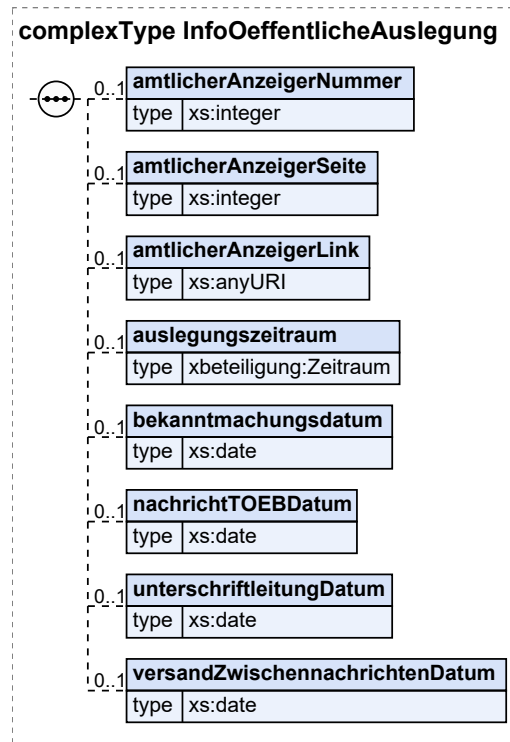 complexType InfoOeffentlicheAuslegung
0..1 amtlicherAnzeigerNummer
type xs:integer
0..1 amtlicherAnzeigerSeite
type xs:integer
0..1 amtlicherAnzeigerLink
type xs:anyURI
0..1 auslegungszeitraum
type xbeteiligung:Zeitraum
0..1 bekanntmachungsdatum
type xs:date
0..1 nachrichtTOEBDatum
type xs:date
0..1 unterschriftleitungDatum
type xs:date
0..1 versandZwischennachrichtenDatum
type xs:date